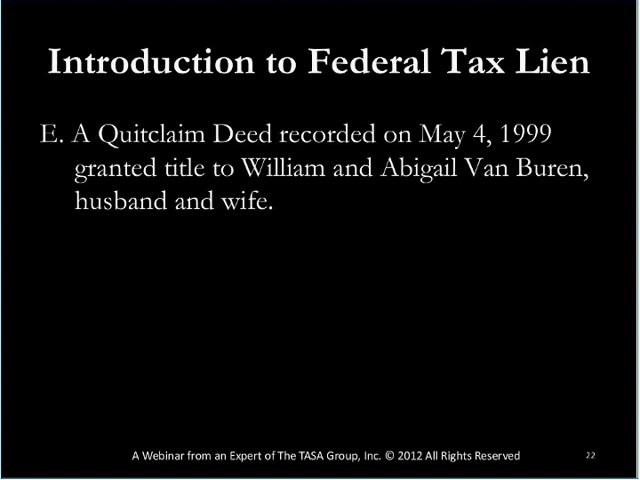 Introduction to Federal Tax Lien
E. A Quitclaim Deed recorded on May 4, 1999
granted title to William and Abigail Van Buren,
husband and wife.
A Webinar from an Expert of The TASA Group, Inc. © 2012 All Rights Reserved
22